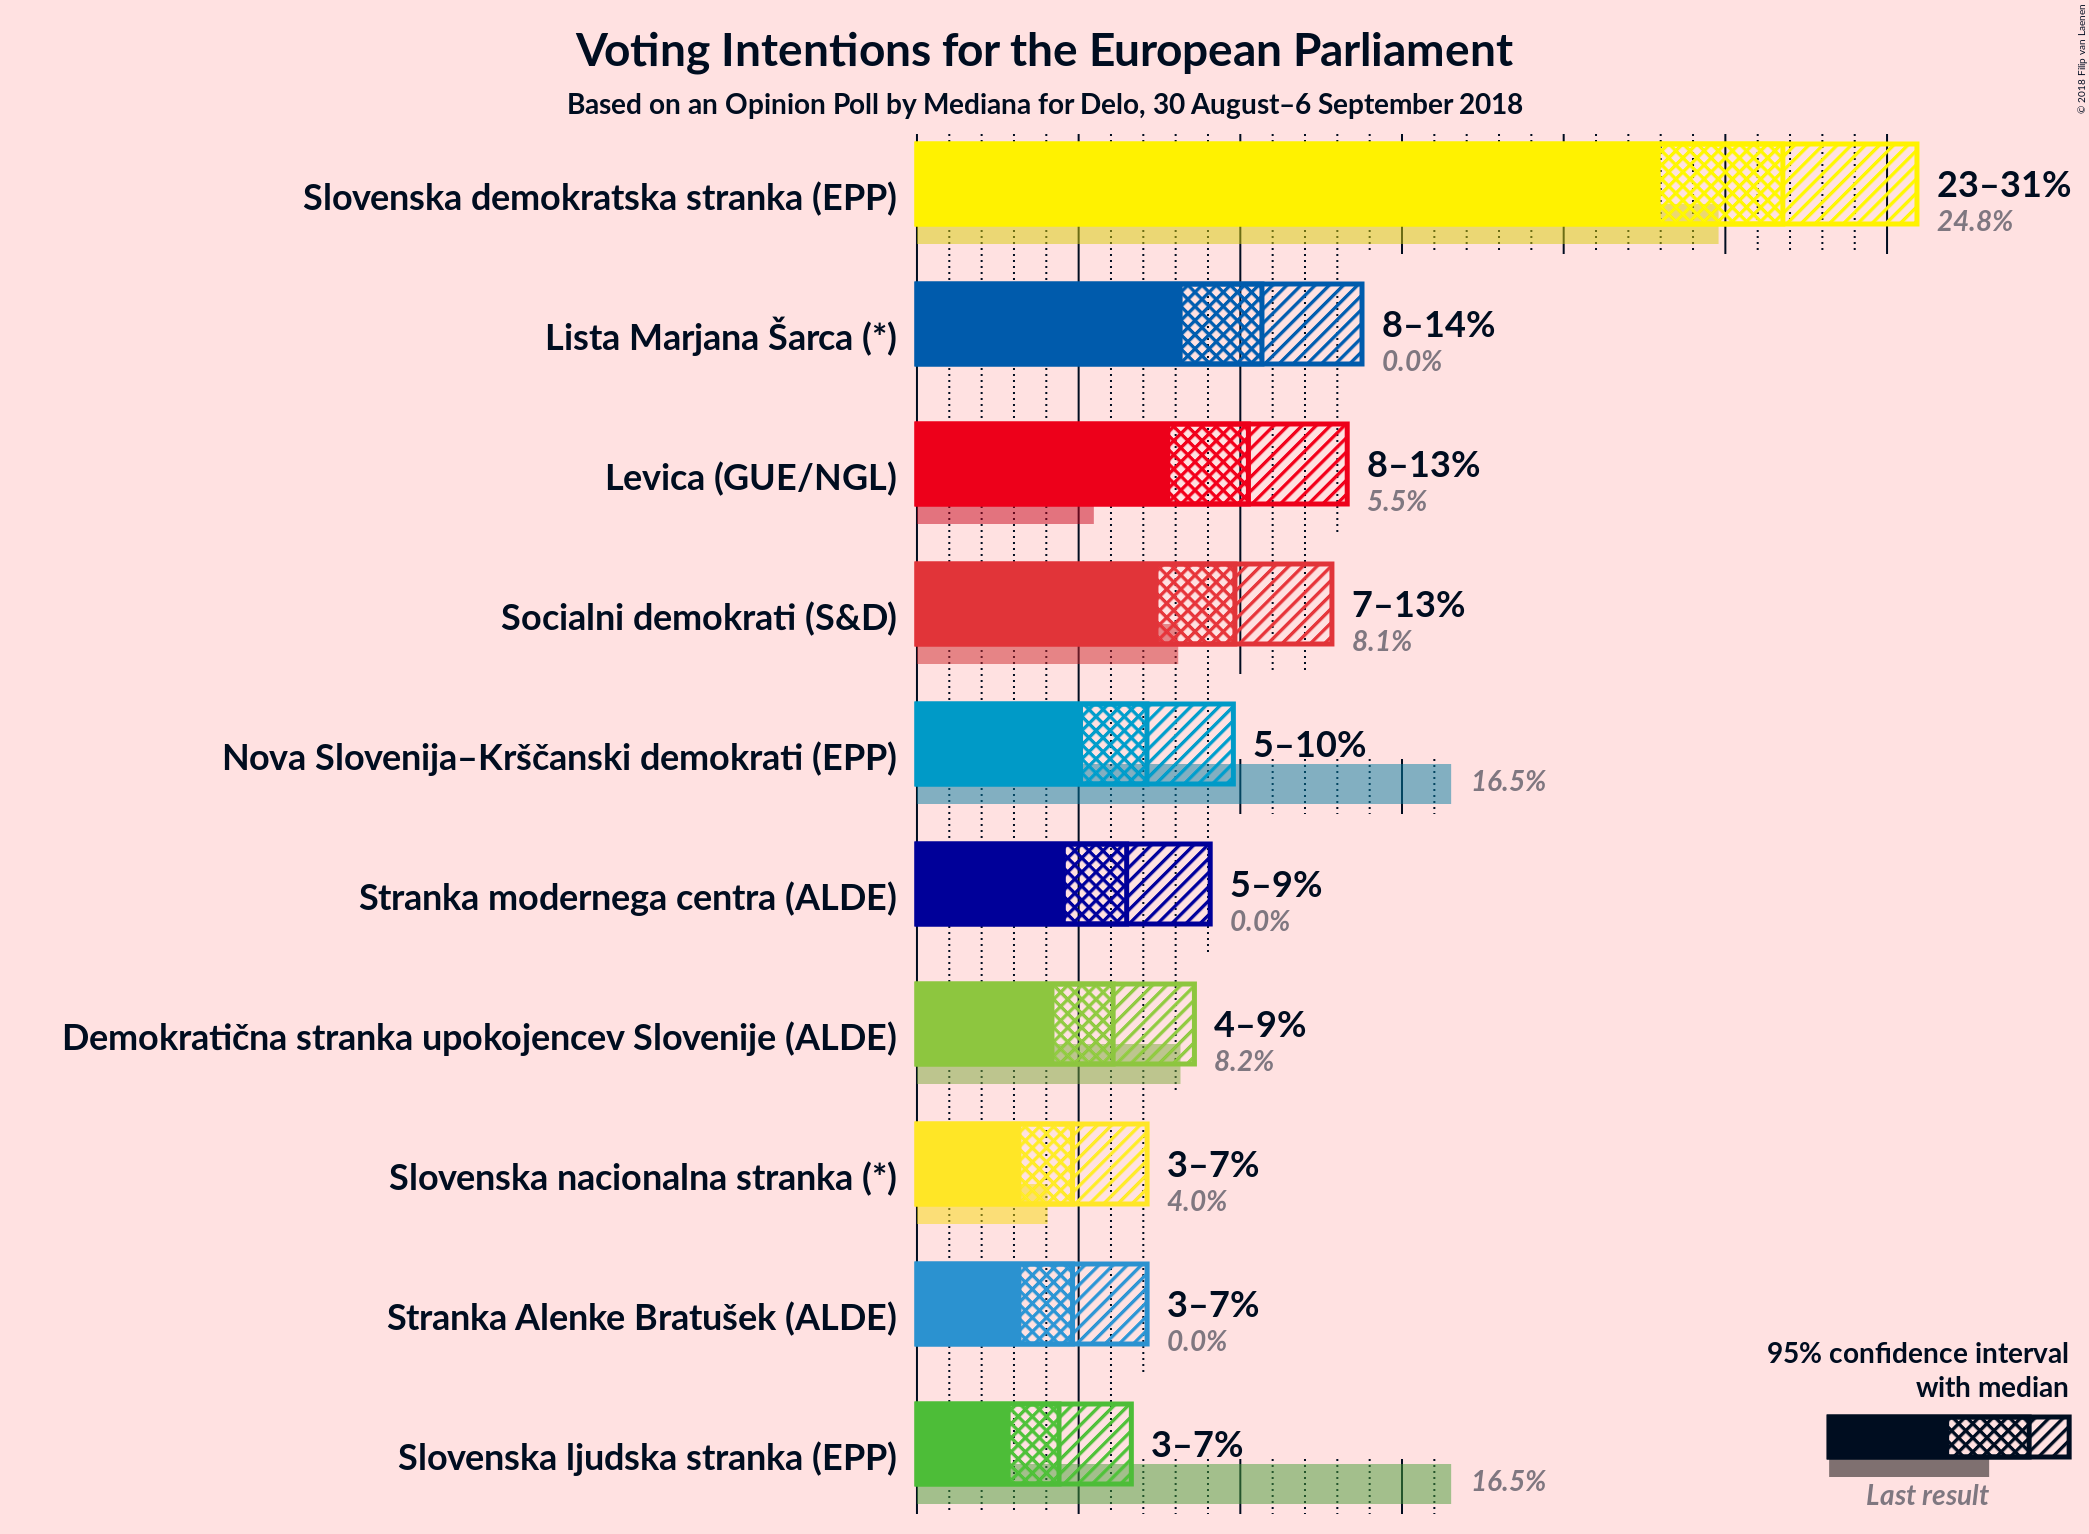 Voting Intentions for the European Parliament
Based on an Opinion Poll by Mediana for Delo, 30 August–6 September 2018
© 2018 Filip van Laenen
Slovenska demokratska stranka (EPP)
23–31%
24.8%
Lista Marjana Šarca (*)
8–14%
0.0%
Levica (GUE/NGL)
8–13%
5.5%
Socialni demokrati (S&D)
7–13%
8.1%
Nova Slovenija–Krščanski demokrati (EPP)
5–10%
16.5%
Stranka modernega centra (ALDE)
5–9%
0.0%
Demokratična stranka upokojencev Slovenije (ALDE)
4–9%
8.2%
Slovenska nacionalna stranka (*)
3–7%
4.0%
Stranka Alenke Bratušek (ALDE)
3–7%
0.0%
Slovenska ljudska stranka (EPP)
3–7%
16.5%
95% confidence interval
with median
Last result